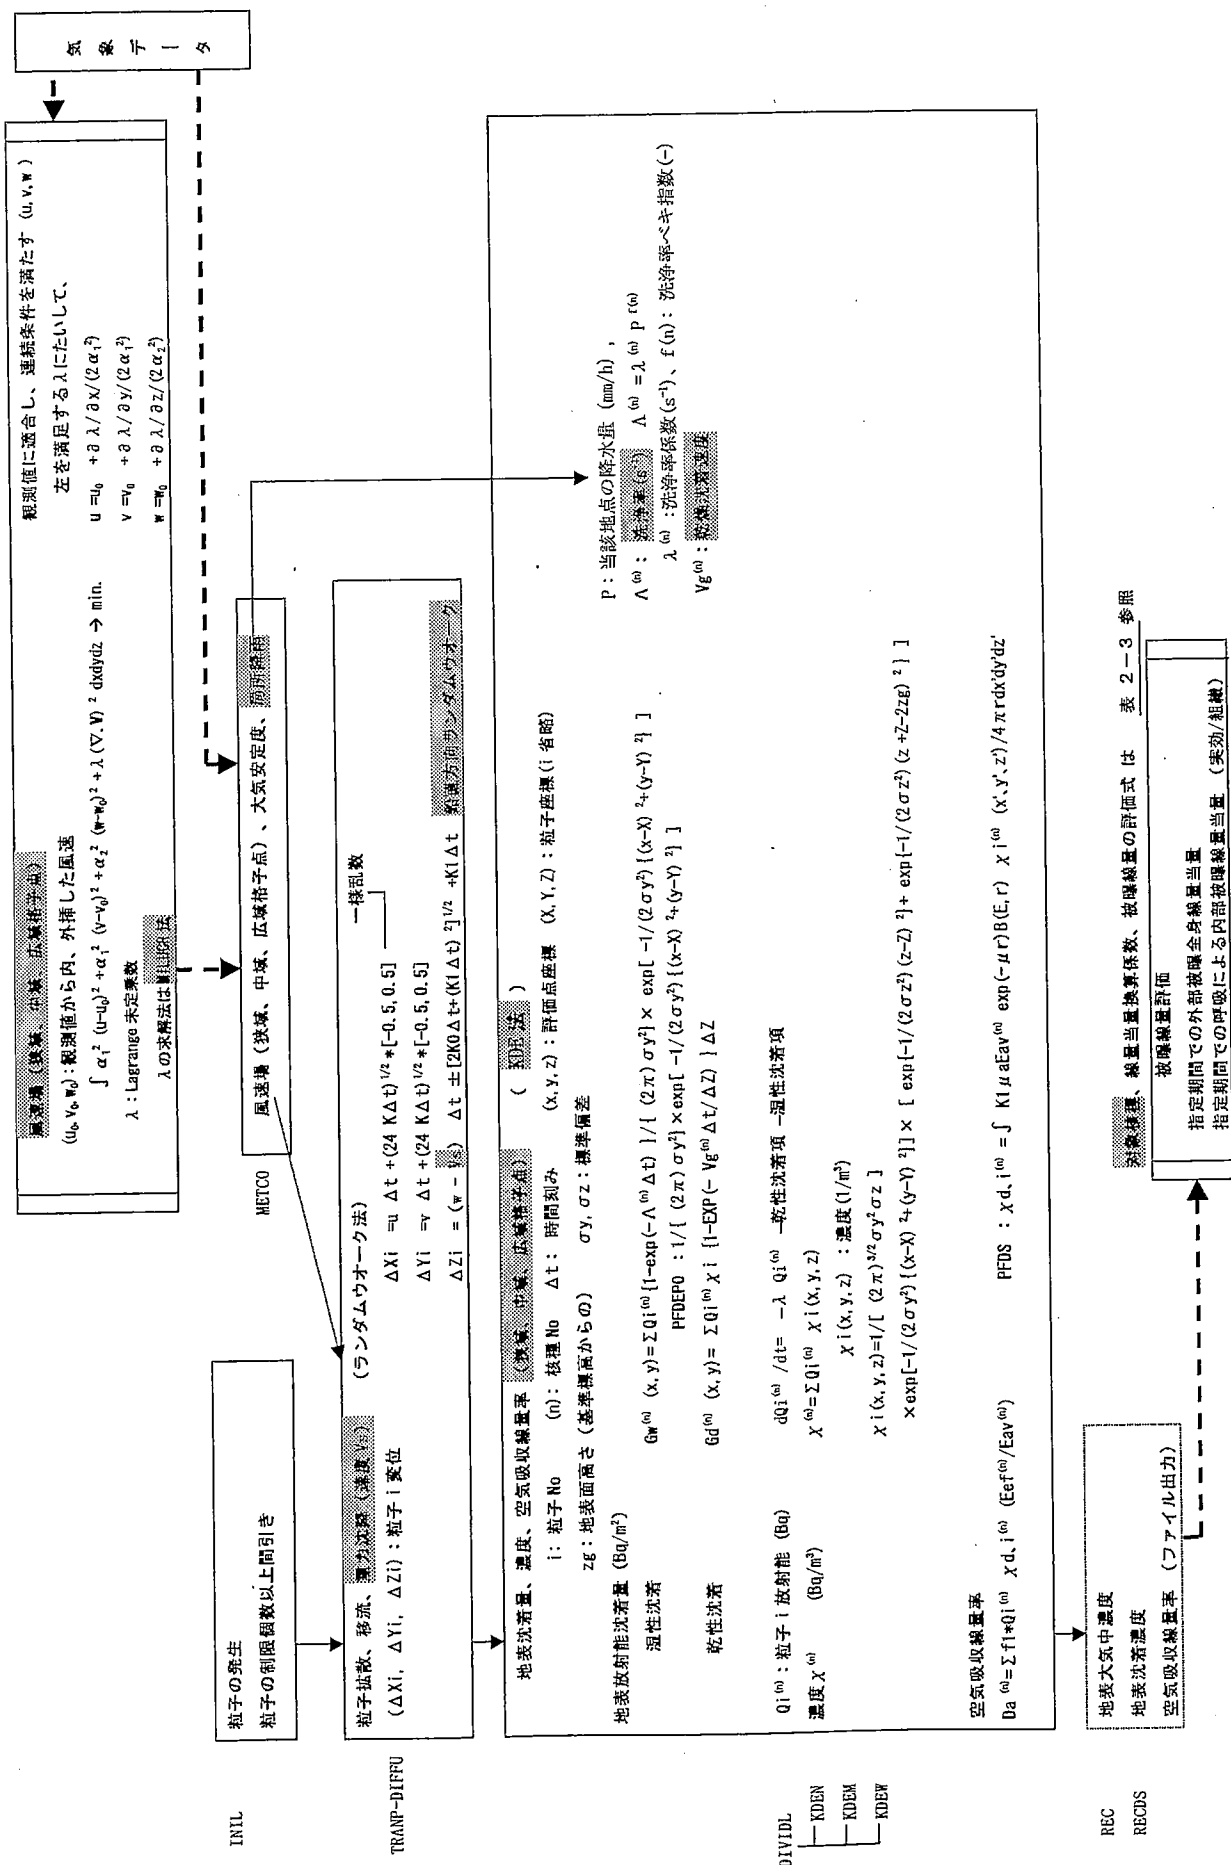 気象データ
風速場 (狭域、中域、広域格子点)
(u₀, v₀, w₀):観測値から内、外挿した風速
∫ α₁² (u-u₀)² +α₁² (v-v₀)² +α₂² (w-w₀)² +λ(∇.V) ² dxdydz → min.
λ : Lagrange 未定乗数
λの求解法は
観測値に適合し、連続条件を満たす (u, v, w )
左を満足するλにたいして、
u =u₀ +∂λ/∂x/(2α₁²)
v =v₀ +∂λ/∂y/(2α₁²)
w =w₀ +∂λ/∂z/(2α₂²)
METCO
風速場 (狭域、中域、広域格子点)、大気安定度、局所降雨
INIL
粒子の発生
粒子の制限個数以上間引き
TRANP-DIFFU
粒子拡散、移流、重力沈降 (速度Vs) (ランダムウオーク法)
(ΔXi, ΔYi, ΔZi) : 粒子 i 変位
一様乱数
ΔXi =u Δt +(24 KΔt)¹ᐟ² *[-0.5, 0.5]
ΔYi =v Δt +(24 KΔt)¹ᐟ² *[-0.5, 0.5]
ΔZi = (w - Vs) Δt ±[2K0Δt+(K1Δt) ²]¹ᐟ² +K1Δt 鉛直方向ランダムウオーク
DIVIDL
KDEN
KDEM
KDEW
地表沈着量、濃度、空気吸収線量率 (狭域、中域、広域格子点) ( KDE法 )
i: 粒子 No (n): 核種 No Δt: 時間刻み (x, y, z) : 評価点座標 (X, Y, Z) : 粒子座標(i 省略)
zg : 地表面高さ (基準標高からの) σy, σz : 標準偏差
地表放射能沈着量 (Bq/m²)
湿性沈着 Gw⁽ⁿ⁾ (x, y)=ΣQi⁽ⁿ⁾ {1-exp(-Λ⁽ⁿ⁾Δt) }/[ (2π) σy²] × exp[ -1/(2σy²) {(x-X) ²+(y-Y) ²} ]
PFDEPO : 1/[ (2π) σy²] ×exp[ -1/(2σy²) {(x-X) ²+(y-Y) ²} ]
乾性沈着 Gd⁽ⁿ⁾ (x, y)= ΣQi⁽ⁿ⁾ χi {1-EXP(- Vg⁽ⁿ⁾Δt/ΔZ) } ΔZ
P : 当該地点の降水量 (mm/h) ,
Λ⁽ⁿ⁾ : 洗浄率(s⁻¹) Λ⁽ⁿ⁾ =λ⁽ⁿ⁾ p ᶠ⁽ⁿ⁾
λ⁽ⁿ⁾ : 洗浄率係数(s⁻¹)、f(n) : 洗浄率ベキ指数(-)
Vg⁽ⁿ⁾ : 乾燥沈着速度
Qi⁽ⁿ⁾ : 粒子 i 放射能 (Bq) dQi⁽ⁿ⁾ /dt= -λ Qi⁽ⁿ⁾ -乾性沈着項 -湿性沈着項
濃度χ⁽ⁿ⁾ (Bq/m³) χ⁽ⁿ⁾=ΣQi⁽ⁿ⁾ χi(x, y, z)
χi(x, y, z) : 濃度(1/m³)
χi(x, y, z)=1/[ (2π)³ᐟ² σy²σz ]
×exp[-1/(2σy²) {(x-X) ²+(y-Y) ²}] × [ exp{-1/(2σz²) (z-Z) ²}+ exp{-1/(2σz²) (z +Z-2zg) ²} ]
空気吸収線量率
Da⁽ⁿ⁾=Σf1*Qi⁽ⁿ⁾ χd, i⁽ⁿ⁾ (Eef⁽ⁿ⁾/Eav⁽ⁿ⁾) PFDS : χd, i⁽ⁿ⁾ = ∫ K1μaEav⁽ⁿ⁾ exp(-μr)B(E, r) χi⁽ⁿ⁾ (x', y', z')/4πrdx'dy'dz'
REC
RECDS
地表大気中濃度
地表沈着濃度
空気吸収線量率 (ファイル出力)
対象核種、線量当量換算係数、被曝線量の評価式 は 表 2-3 参照
被曝線量評価
指定期間での外部被曝全身線量当量
指定期間での呼吸による内部被曝線量当量 (実効/組織)